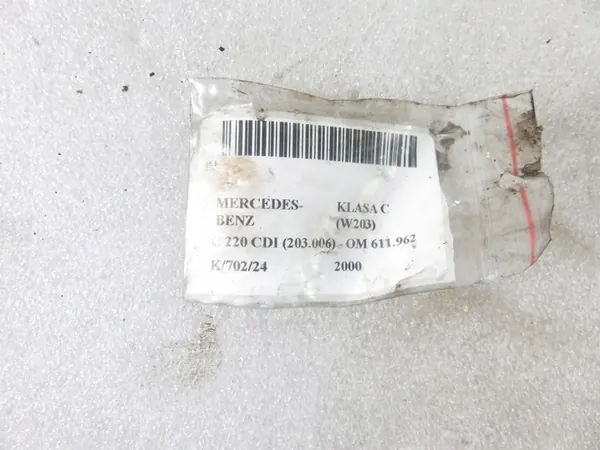 MERCEDES- KLASA C
BENZ (W203)
C 220 CDI (203.006) - OM 611.962
K/702/24 2000